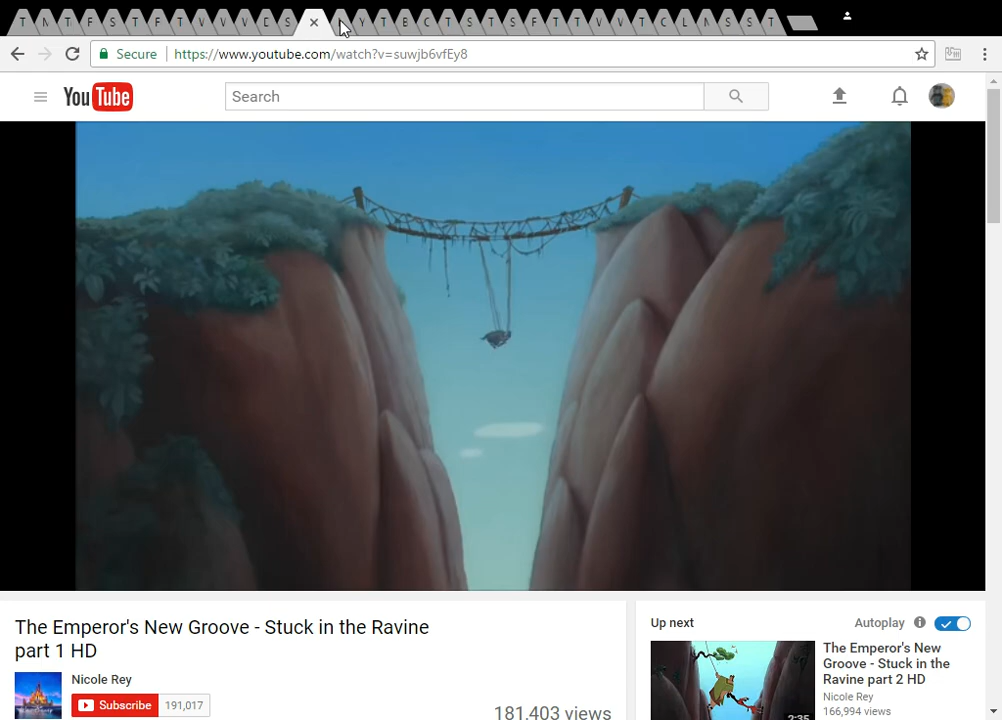 T N F S T F T V V V D S Y T B C T S T S F T T V V T C L N S S T
Secure https://www.youtube.com/watch?v=suwjb6vfEy8
YouTube Search
The Emperor's New Groove - Stuck in the Ravine
part 1 HD
Nicole Rey
Subscribe 191,017
181,403 views
Up next Autoplay
The Emperor's New
Groove - Stuck in the
Ravine part 2 HD
Nicole Rey
166,994 views
2:35